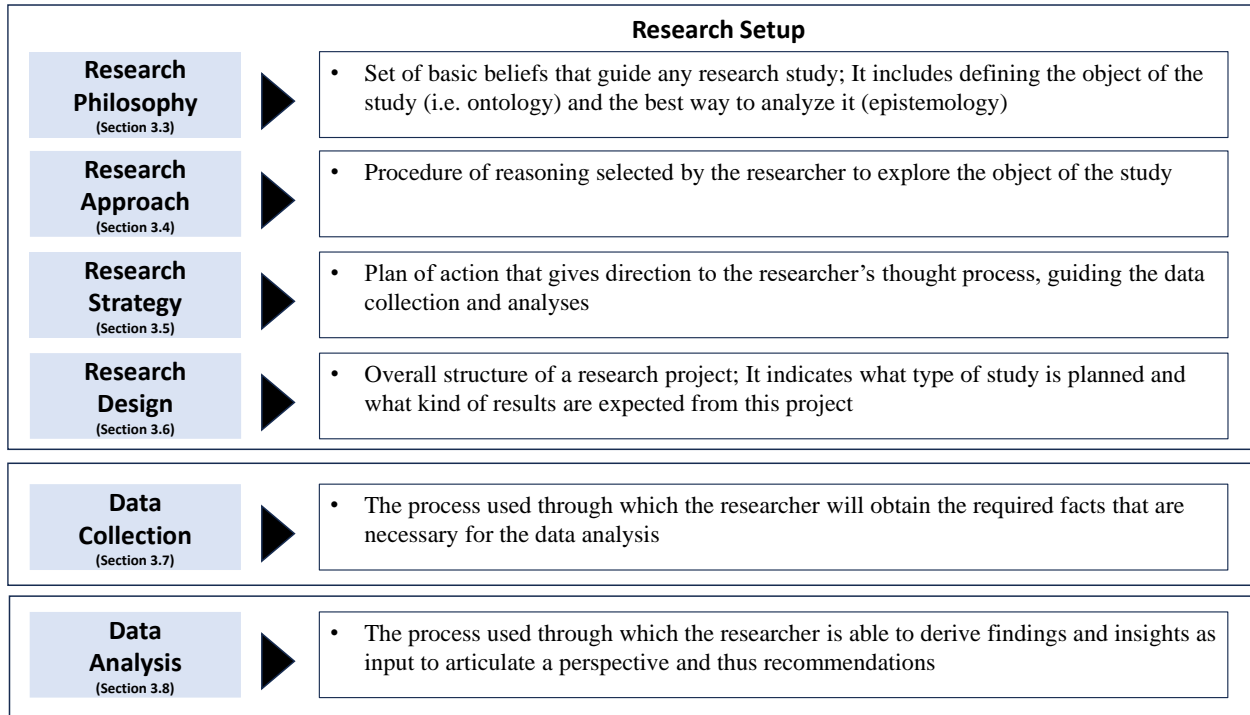 Research Setup
Research
Philosophy
(Section 3.3)
• Set of basic beliefs that guide any research study; It includes defining the object of the
study (i.e. ontology) and the best way to analyze it (epistemology)
Research
Approach
(Section 3.4)
• Procedure of reasoning selected by the researcher to explore the object of the study
Research
Strategy
(Section 3.5)
• Plan of action that gives direction to the researcher’s thought process, guiding the data
collection and analyses
Research
Design
(Section 3.6)
• Overall structure of a research project; It indicates what type of study is planned and
what kind of results are expected from this project
Data
Collection
(Section 3.7)
• The process used through which the researcher will obtain the required facts that are
necessary for the data analysis
Data
Analysis
(Section 3.8)
• The process used through which the researcher is able to derive findings and insights as
input to articulate a perspective and thus recommendations